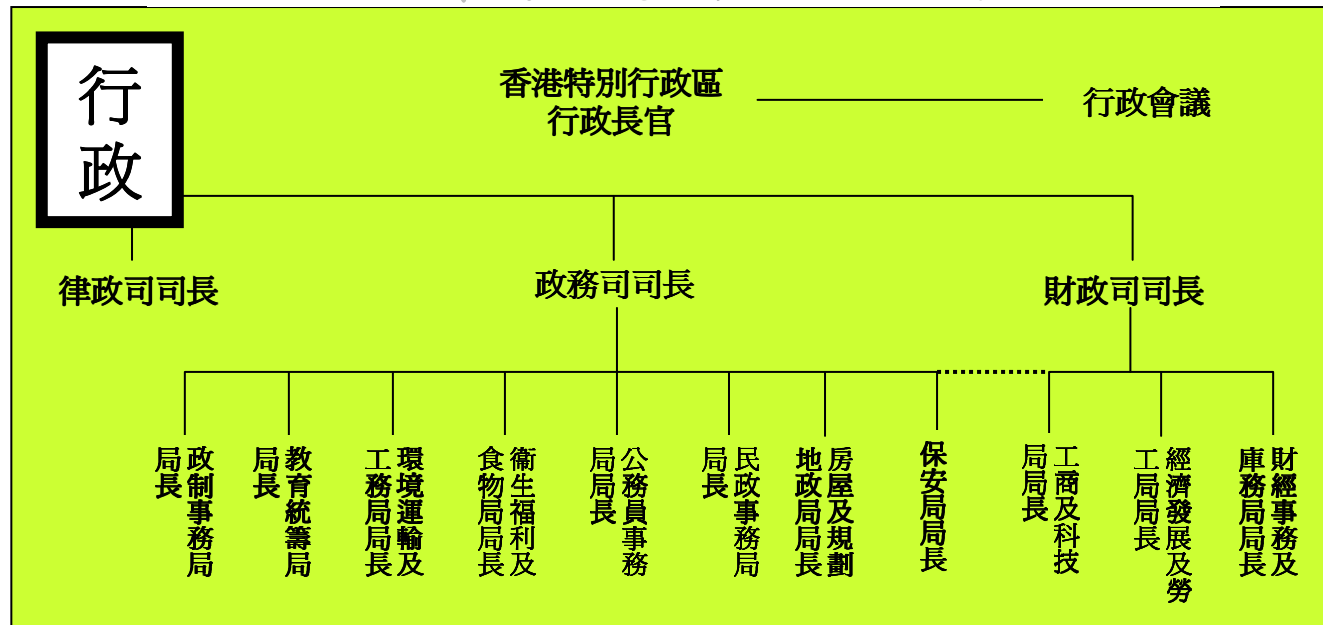 行
政
香港特別行政區
行政長官
行政會議
律政司司長
政務司司長
財政司司長
政制事務局
局長
教育統籌局
局長
環境運輸及
工務局局長
衞生福利及
食物局局長
公務員事務
局局長
民政事務局
局長
房屋及規劃
地政局局長
保安局局長
工商及科技
局局長
經濟發展及勞
工局局長
財經事務及
庫務局局長